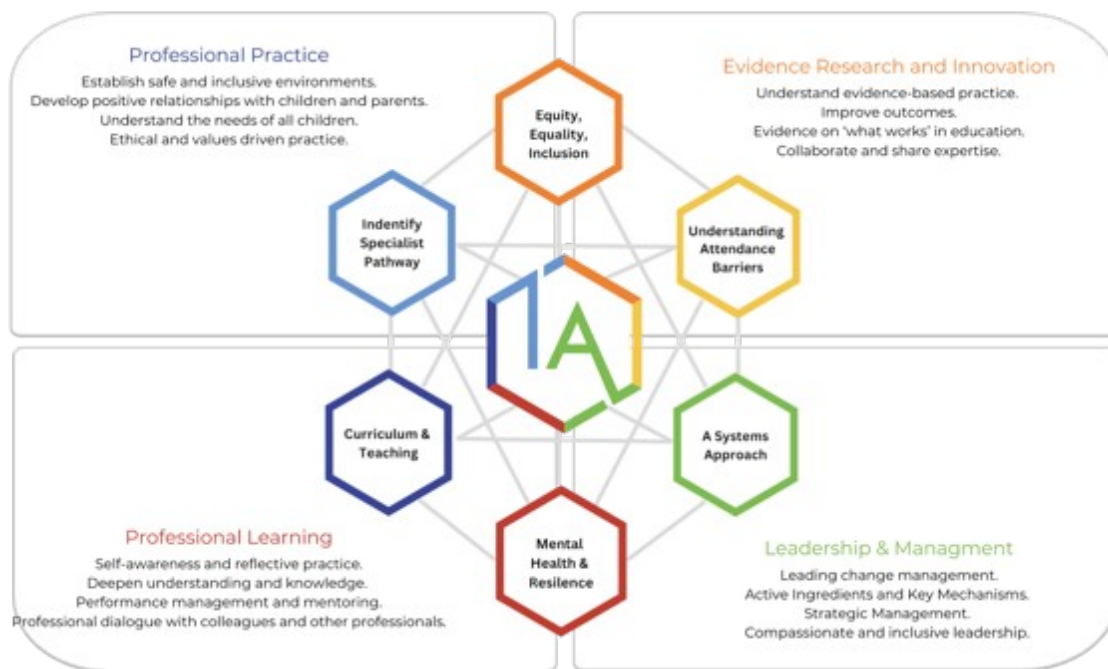 Professional Practice
Establish safe and inclusive environments.
Develop positive relationships with children and parents.
Understand the needs of all children.
Ethical and values driven practice.
Evidence Research and Innovation
Understand evidence-based practice.
Improve outcomes.
Evidence on 'what works' in education.
Collaborate and share expertise.
Equity,
Equality,
Inclusion
Indentify
Specialist
Pathway
Understanding
Attendance
Barriers
1A
Curriculum &
Teaching
A Systems
Approach
Mental
Health &
Resilence
Professional Learning
Self-awareness and reflective practice.
Deepen understanding and knowledge.
Performance management and mentoring.
Professional dialogue with colleagues and other professionals.
Leadership & Managment
Leading change management.
Active Ingredients and Key Mechanisms.
Strategic Management.
Compassionate and inclusive leadership.